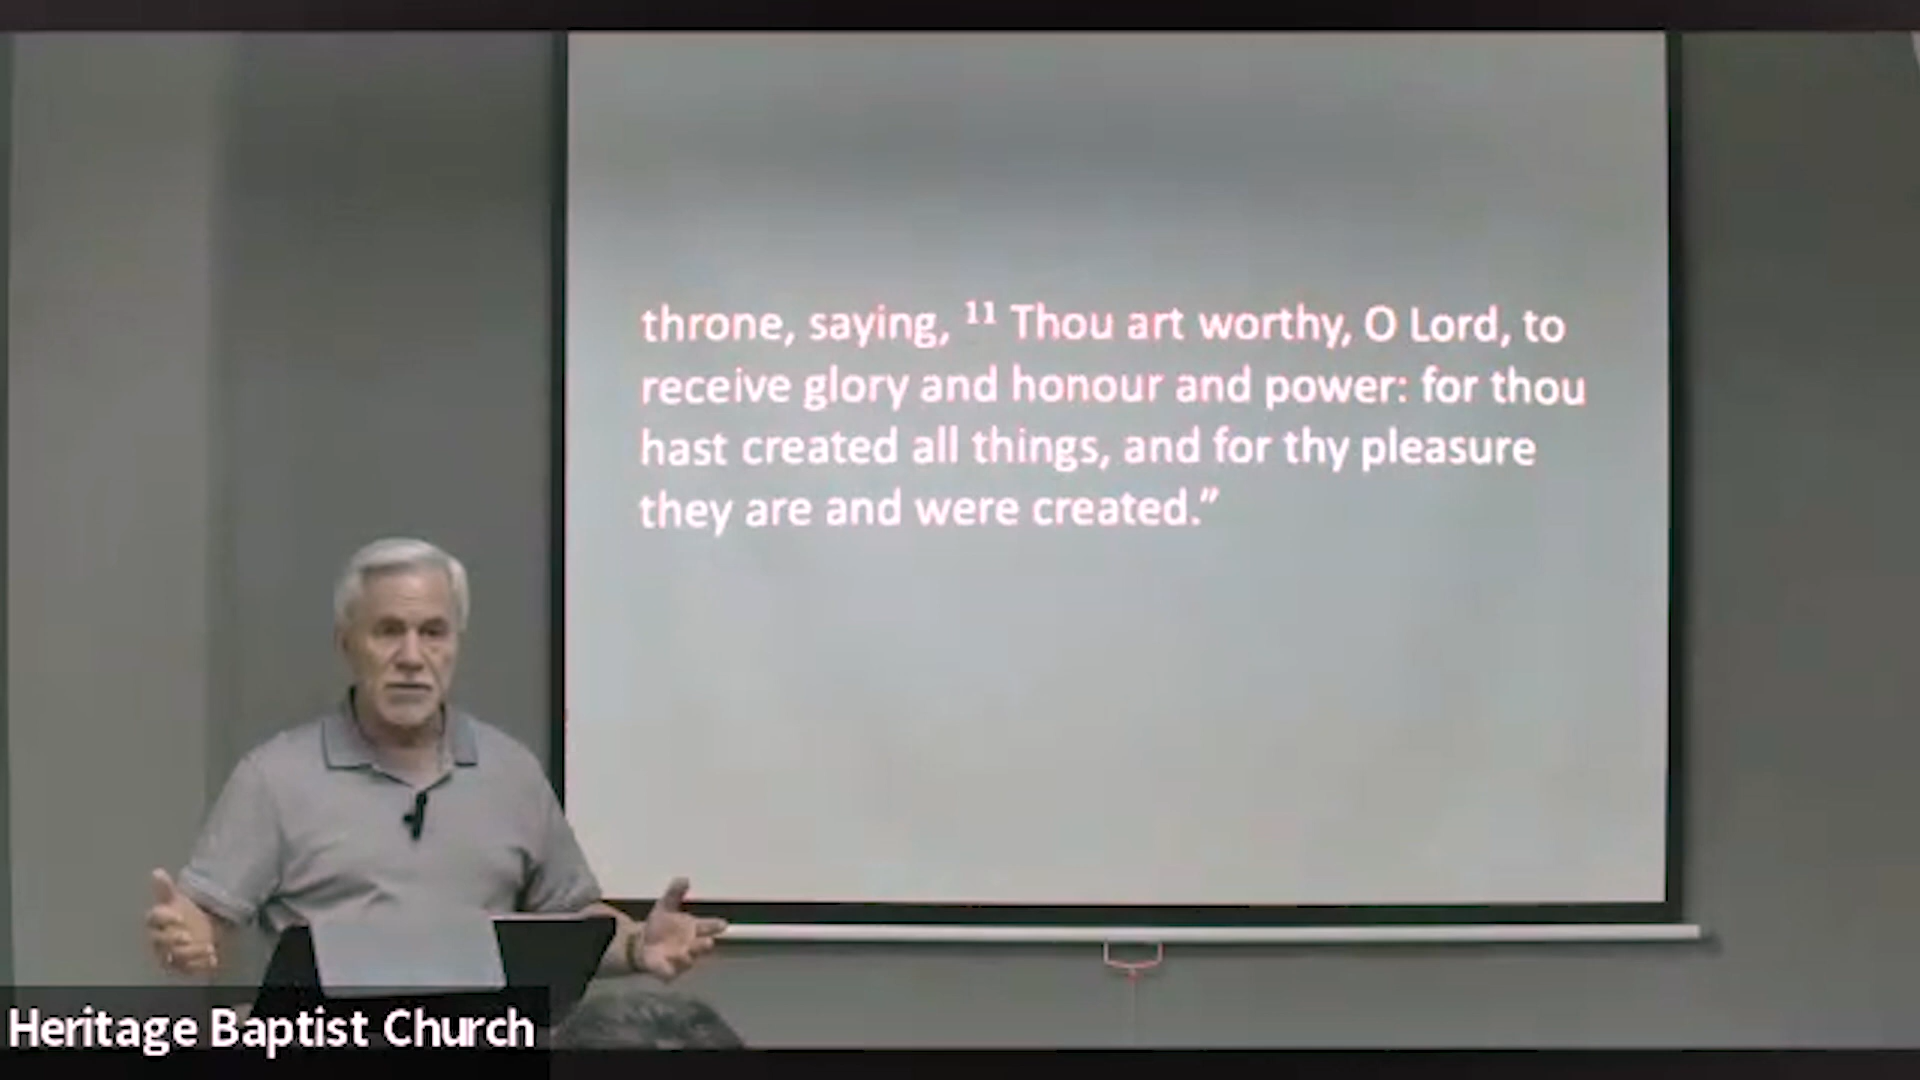 throne, saying, ¹¹ Thou art worthy, O Lord, to
receive glory and honour and power: for thou
hast created all things, and for thy pleasure
they are and were created.”
Heritage Baptist Church